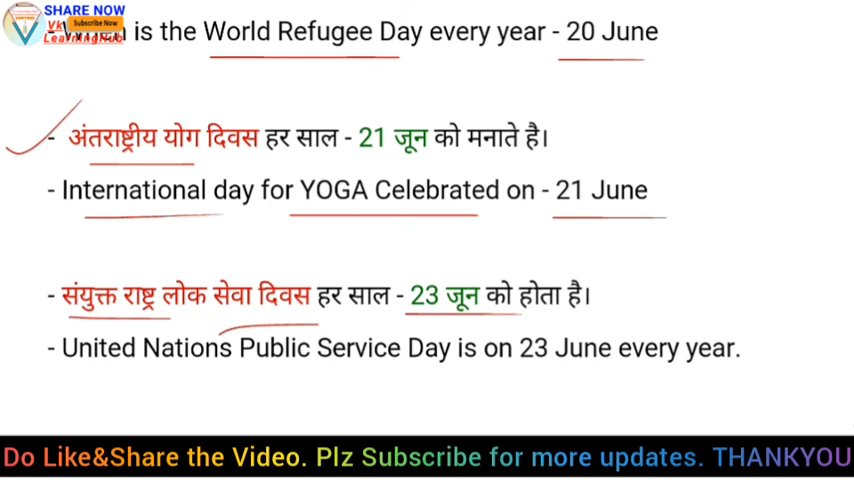 SHARE NOW
Subscribe Now
Vk
LearningHub
is the World Refugee Day every year - 20 June
- अंतराष्ट्रीय योग दिवस हर साल - 21 जून को मनाते है।
- International day for YOGA Celebrated on - 21 June
- संयुक्त राष्ट्र लोक सेवा दिवस हर साल - 23 जून को होता है।
- United Nations Public Service Day is on 23 June every year.
Do Like&Share the Video. Plz Subscribe for more updates. THANKYOU